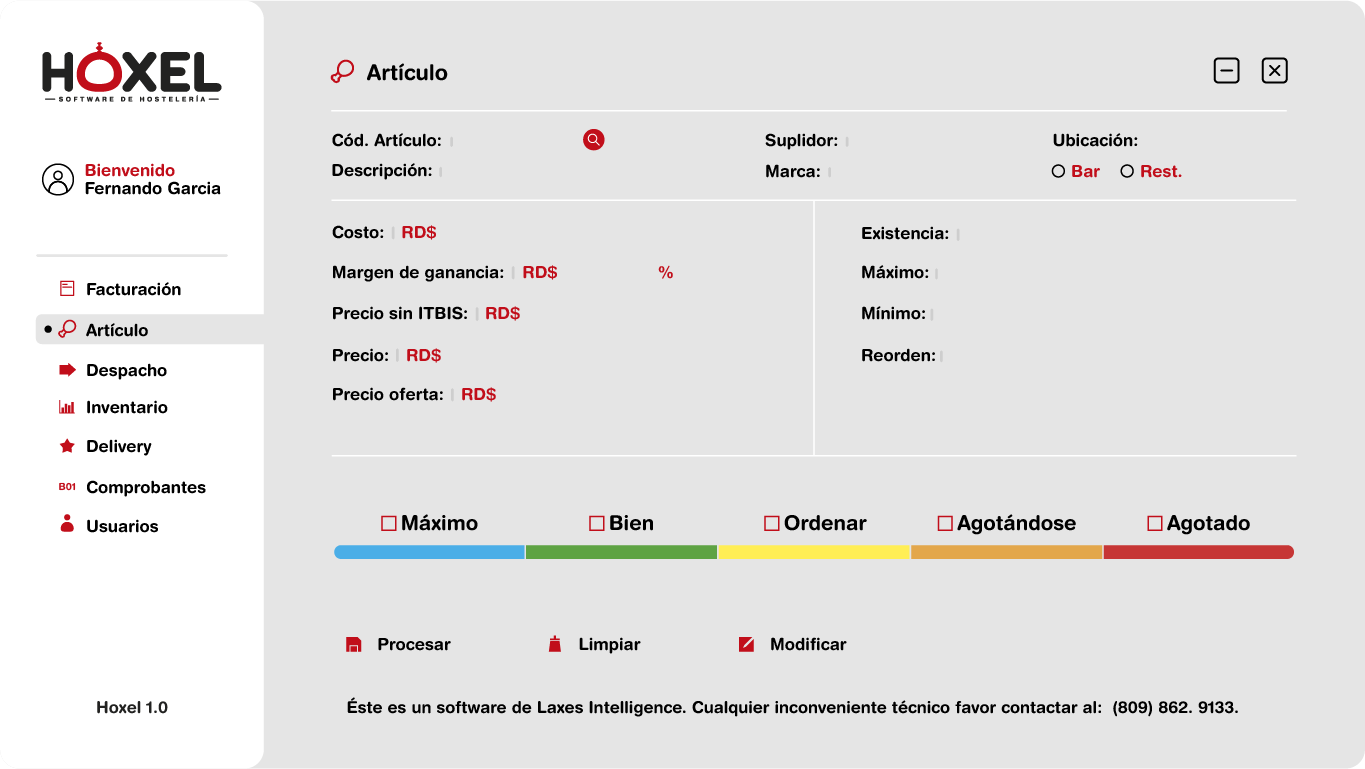 HOXEL
SOFTWARE DE HOSTELERÍA
Bienvenido
Fernando Garcia
Facturación
Artículo
Despacho
Inventario
Delivery
B01 Comprobantes
Usuarios
Hoxel 1.0
Artículo
Cód. Artículo:
Suplidor:
Ubicación:
Descripción:
Marca:
Bar
Rest.
Costo: RD$
Margen de ganancia: RD$ %
Precio sin ITBIS: RD$
Precio: RD$
Precio oferta: RD$
Existencia:
Máximo:
Mínimo:
Reorden:
Máximo
Bien
Ordenar
Agotándose
Agotado
Procesar
Limpiar
Modificar
Éste es un software de Laxes Intelligence. Cualquier inconveniente técnico favor contactar al: (809) 862. 9133.